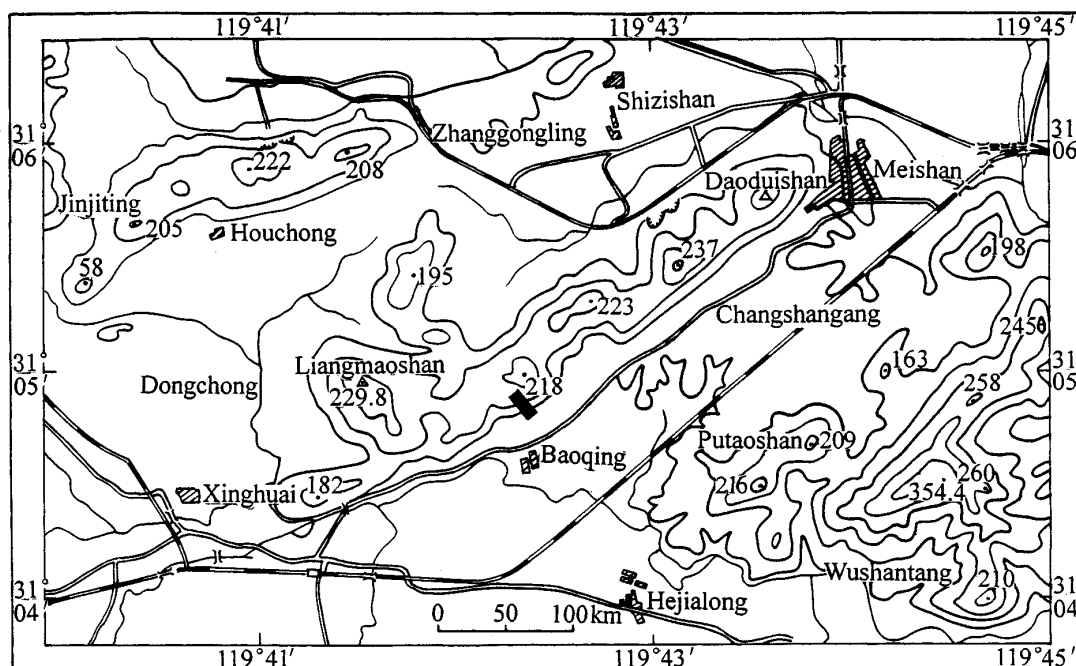 119°41′ 119°43′ 119°45′
Shizishan
Zhanggongling
31 06
31 06
222
208
Daoduishan
Meishan
Jinjiting
205
Houchong
237
198
195
58
223
Changshangang
245
Liangmaoshan
163
31 05
31 05
Dongchong
229.8
218
258
Putaoshan
209
Baoqing
216
260
Xinghuai
182
354.4
Wushantang
210
31 04
31 04
Hejialong
0 50 100 km
119°41′ 119°43′ 119°45′